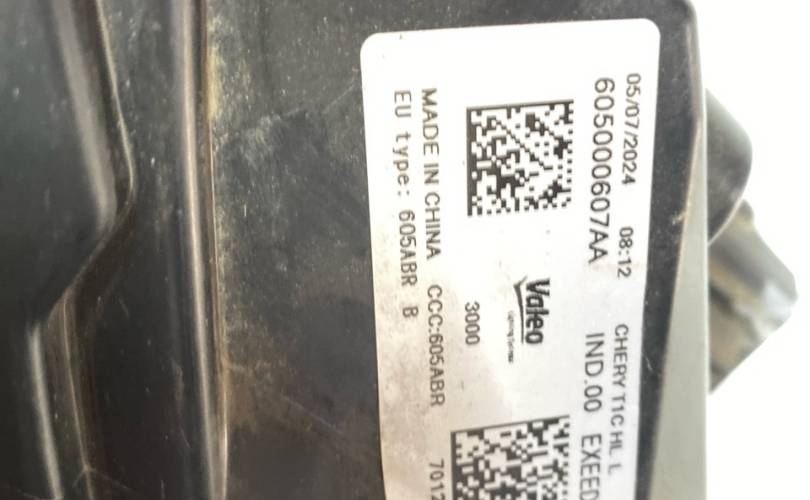 05/07/2024 08:12 CHERY T1C HL L
605000607AA IND.00 EXEED
Valeo
3000
MADE IN CHINA CCC:605ABR 7012
EU type: 605ABR B